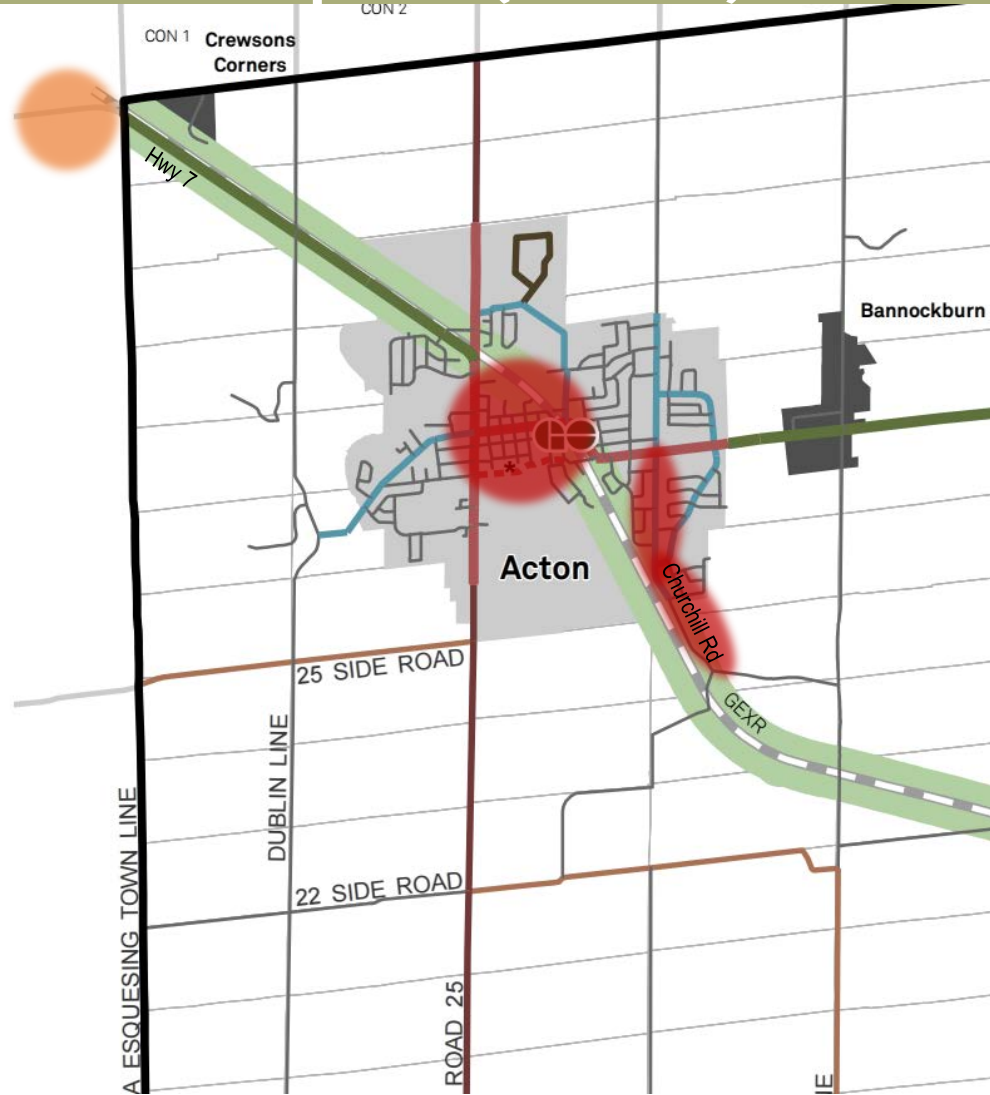 CON 2
CON 1
Crewsons
Corners
Hwy 7
Bannockburn
*
Acton
Churchill Rd
25 SIDE ROAD
GEXR
DUBLIN LINE
22 SIDE ROAD
A ESQUESING TOWN LINE
ROAD 25